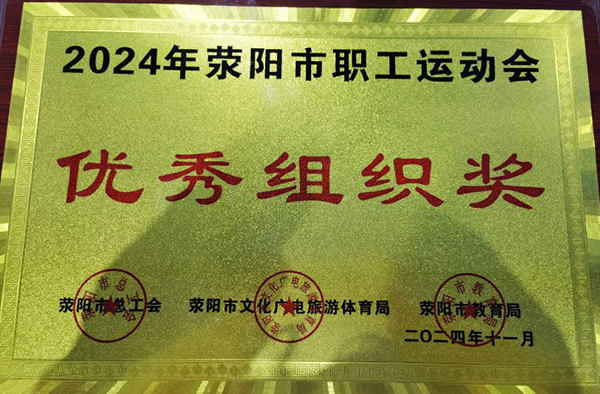 2024年荥阳市职工运动会
优秀组织奖
荥阳市总工会 荥阳市文化广电旅游体育局 荥阳市教育局
二〇二四年十一月